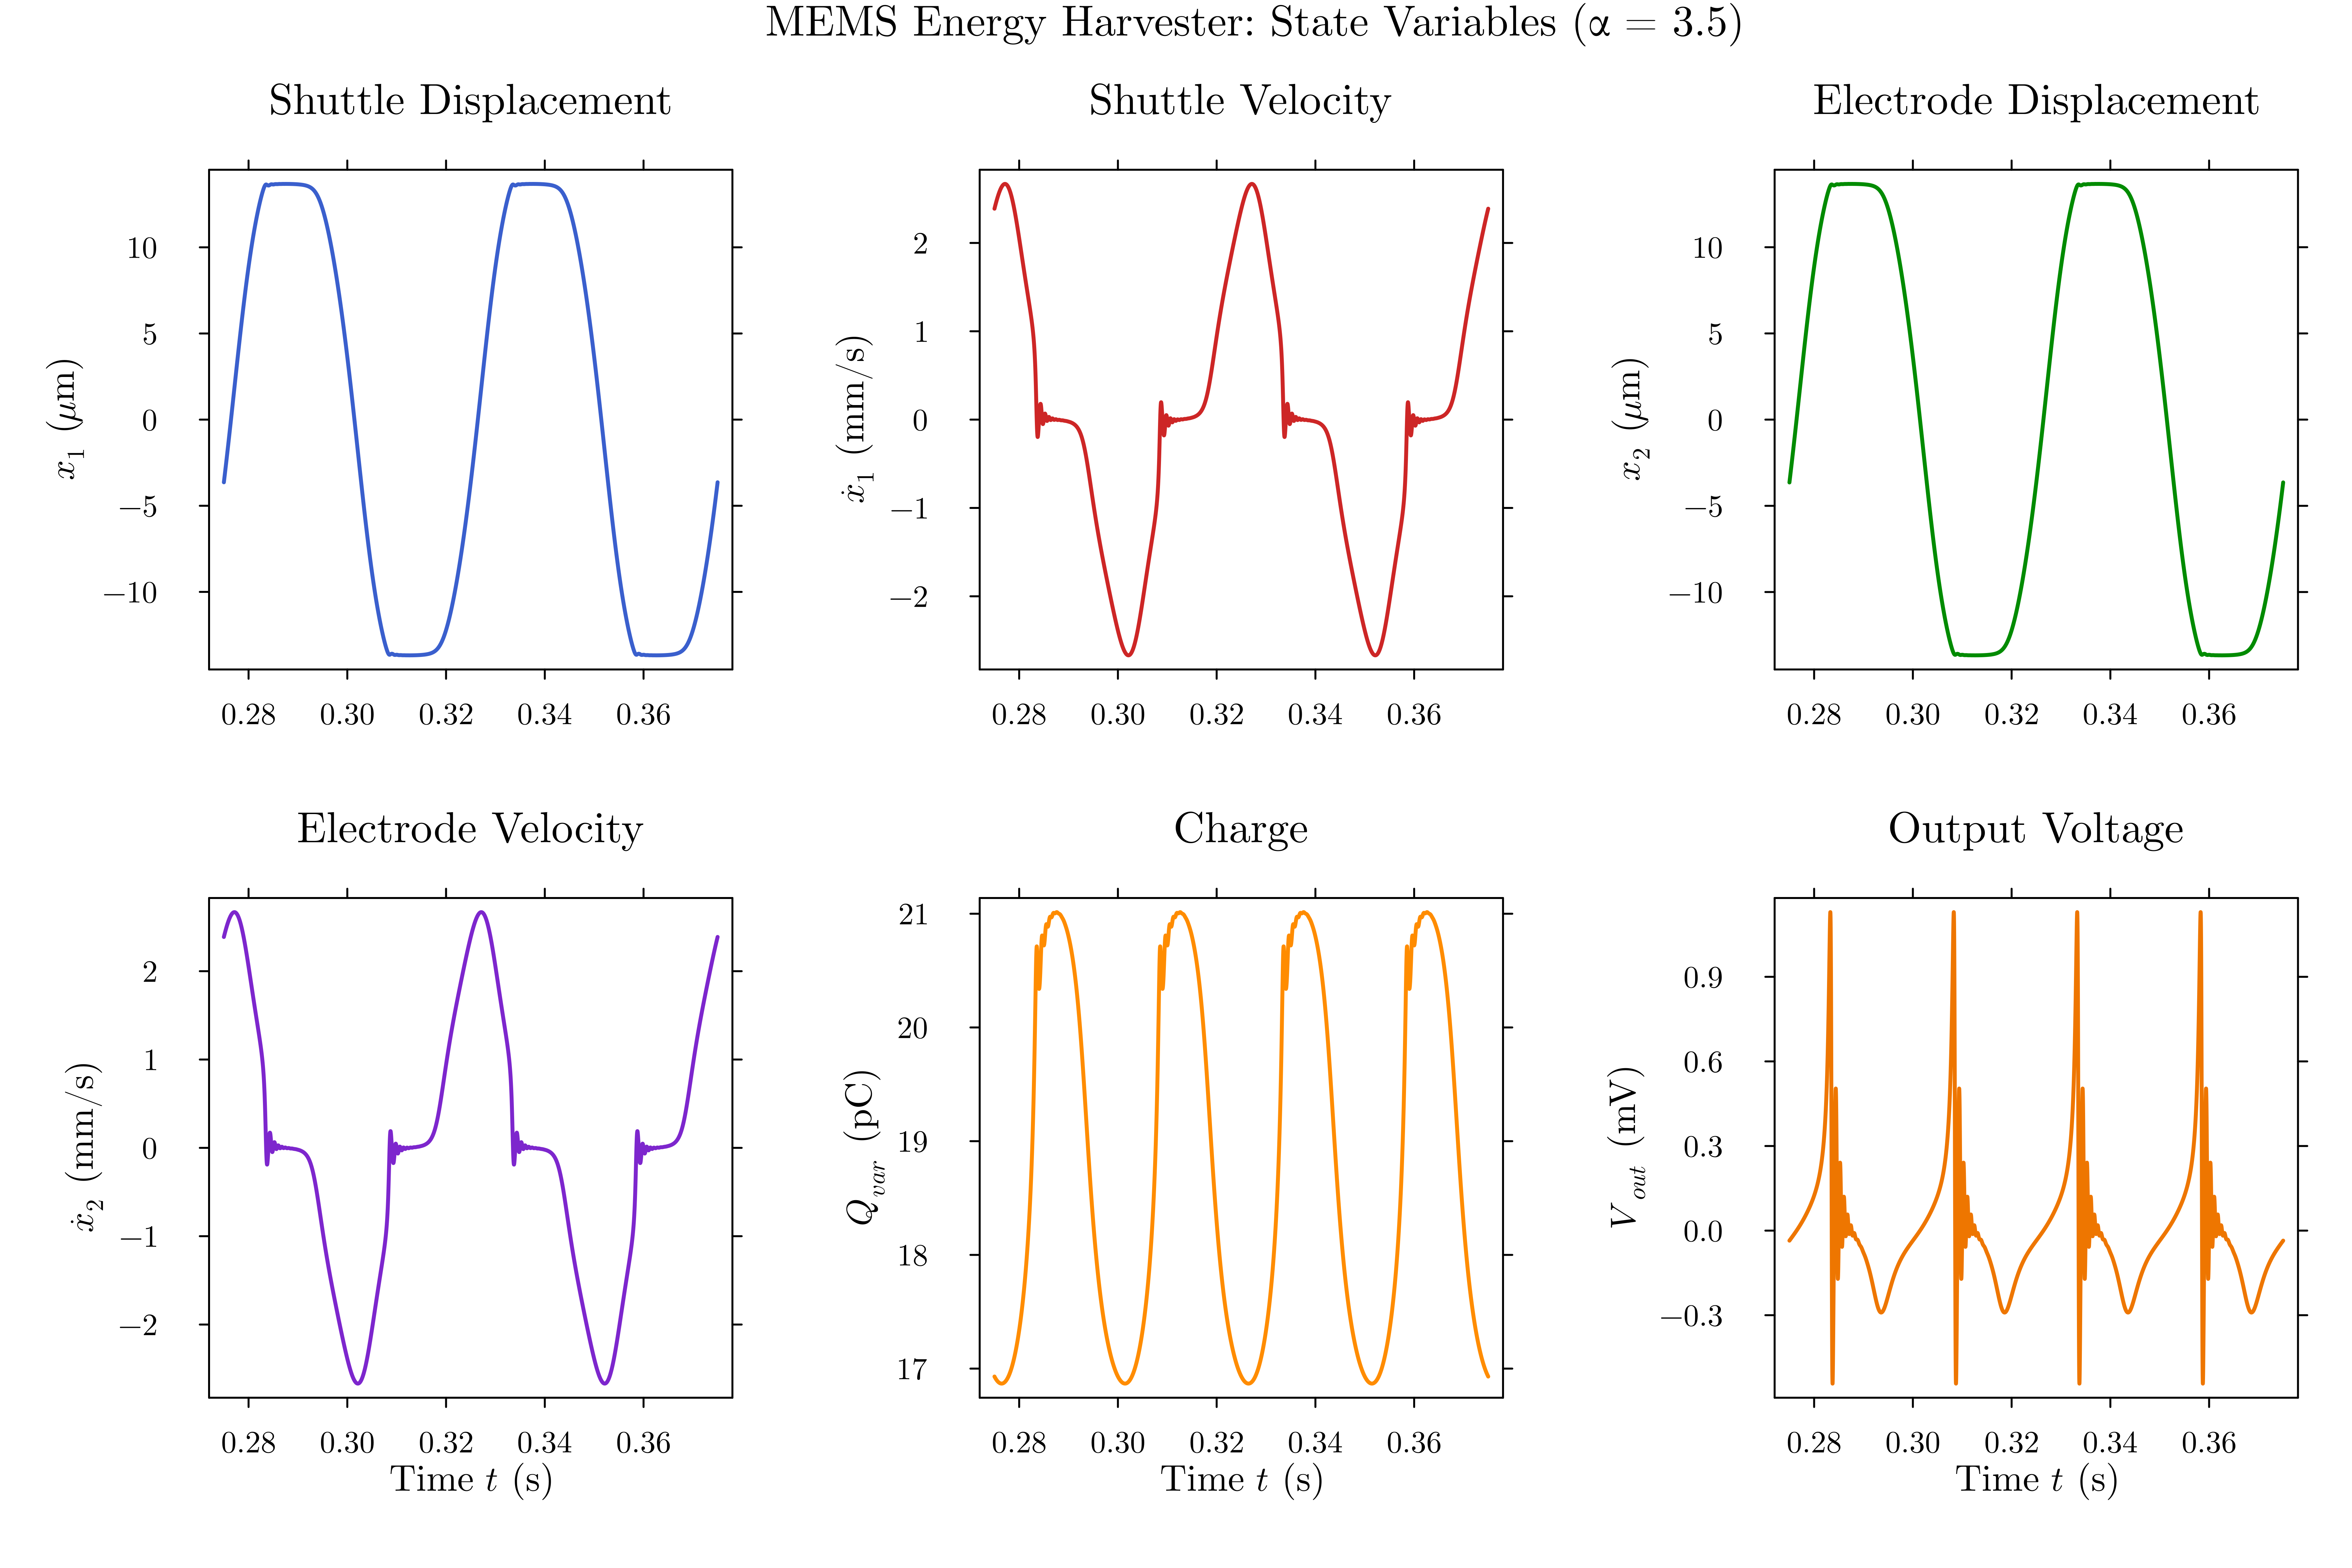 MEMS Energy Harvester: State Variables (α = 3.5)
Shuttle Displacement
x₁ (μm)
10
5
0
−5
−10
0.28 0.30 0.32 0.34 0.36
Shuttle Velocity
ẋ₁ (mm/s)
2
1
0
−1
−2
0.28 0.30 0.32 0.34 0.36
Electrode Displacement
x₂ (μm)
10
5
0
−5
−10
0.28 0.30 0.32 0.34 0.36
Electrode Velocity
ẋ₂ (mm/s)
2
1
0
−1
−2
0.28 0.30 0.32 0.34 0.36
Time t (s)
Charge
Q_var (pC)
21
20
19
18
17
0.28 0.30 0.32 0.34 0.36
Time t (s)
Output Voltage
V_out (mV)
0.9
0.6
0.3
0.0
−0.3
0.28 0.30 0.32 0.34 0.36
Time t (s)